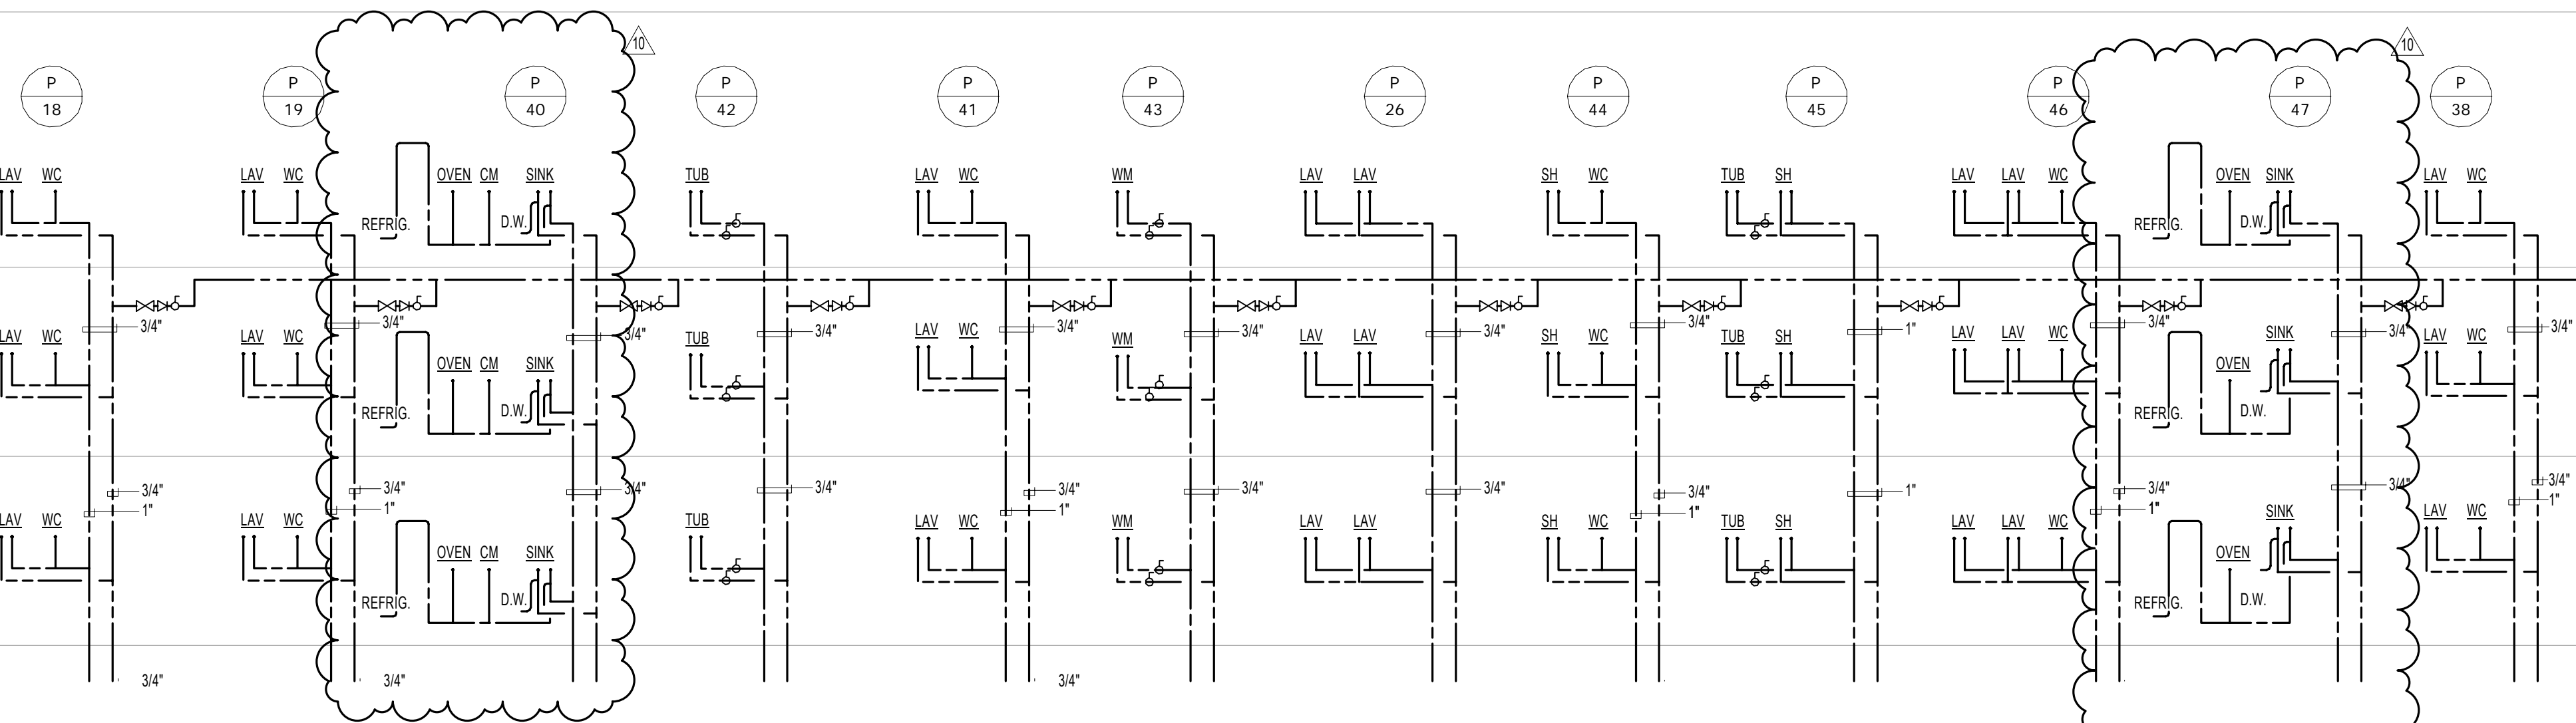 10
10
P P P P P P P P P P P P
18 19 40 42 41 43 26 44 45 46 47 38
LAV WC LAV WC OVEN CM SINK TUB LAV WC WM LAV LAV SH WC TUB SH LAV LAV WC OVEN SINK LAV WC
REFRIG. D.W. REFRIG. D.W.
3/4" 3/4" 3/4" 3/4" 3/4" 3/4" 3/4" 3/4" 1" 3/4" 3/4" 3/4"
LAV WC LAV WC TUB LAV WC WM LAV LAV SH WC TUB SH LAV LAV WC SINK LAV WC
OVEN CM SINK OVEN
REFRIG. D.W. REFRIG. D.W.
3/4" 3/4" 3/4" 3/4" 3/4" 3/4" 3/4" 3/4" 1" 3/4" 3/4" 3/4"
1" 1" 1" 1" 1" 1"
LAV WC LAV WC TUB LAV WC WM LAV LAV SH WC TUB SH LAV LAV WC SINK LAV WC
OVEN CM SINK OVEN
REFRIG. D.W. REFRIG. D.W.
3/4" 3/4" 3/4"